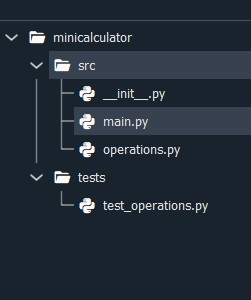 minicalculator
src
__init__.py
main.py
operations.py
tests
test_operations.py